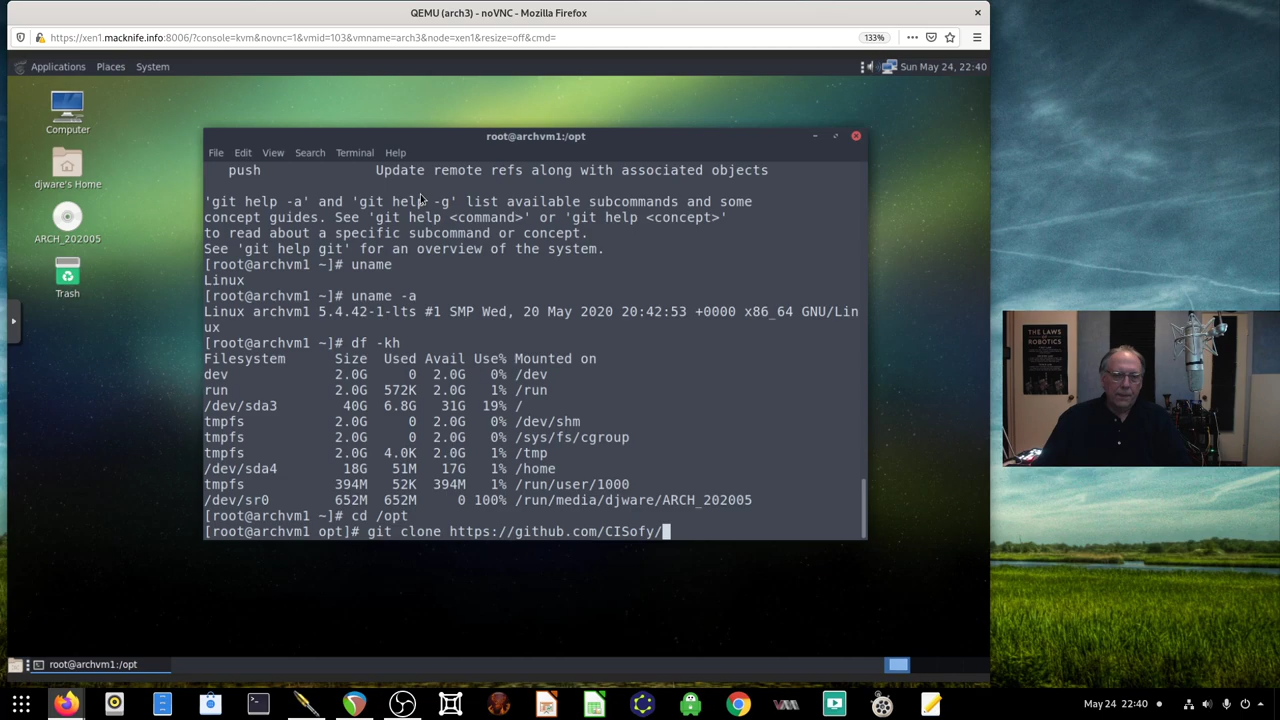 QEMU (arch3) - noVNC - Mozilla Firefox
https://xen1.macknife.info:8006/?console=kvm&novnc=1&vmid=103&vmname=arch3&node=xen1&resize=off&cmd=
133%
Applications Places System
Sun May 24, 22:40
Computer
djware's Home
ARCH_202005
Trash
root@archvm1:/opt
File Edit View Search Terminal Help
push Update remote refs along with associated objects
'git help -a' and 'git help -g' list available subcommands and some
concept guides. See 'git help <command>' or 'git help <concept>'
to read about a specific subcommand or concept.
See 'git help git' for an overview of the system.
[root@archvm1 ~]# uname
Linux
[root@archvm1 ~]# uname -a
Linux archvm1 5.4.42-1-lts #1 SMP Wed, 20 May 2020 20:42:53 +0000 x86_64 GNU/Lin
ux
[root@archvm1 ~]# df -kh
Filesystem Size Used Avail Use% Mounted on
dev 2.0G 0 2.0G 0% /dev
run 2.0G 572K 2.0G 1% /run
/dev/sda3 40G 6.8G 31G 19% /
tmpfs 2.0G 0 2.0G 0% /dev/shm
tmpfs 2.0G 0 2.0G 0% /sys/fs/cgroup
tmpfs 2.0G 4.0K 2.0G 1% /tmp
/dev/sda4 18G 51M 17G 1% /home
tmpfs 394M 52K 394M 1% /run/user/1000
/dev/sr0 652M 652M 0 100% /run/media/djware/ARCH_202005
[root@archvm1 ~]# cd /opt
[root@archvm1 opt]# git clone https://github.com/CISofy/
root@archvm1:/opt
THE LAWS
OF
ROBOTICS
May 24 22:40